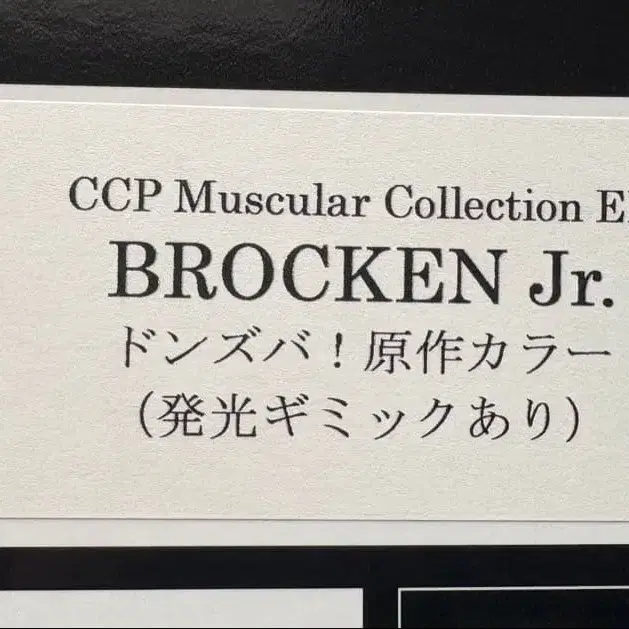 CCP Muscular Collection
BROCKEN Jr.
ドンズバ！原作カラー
（発光ギミックあり）